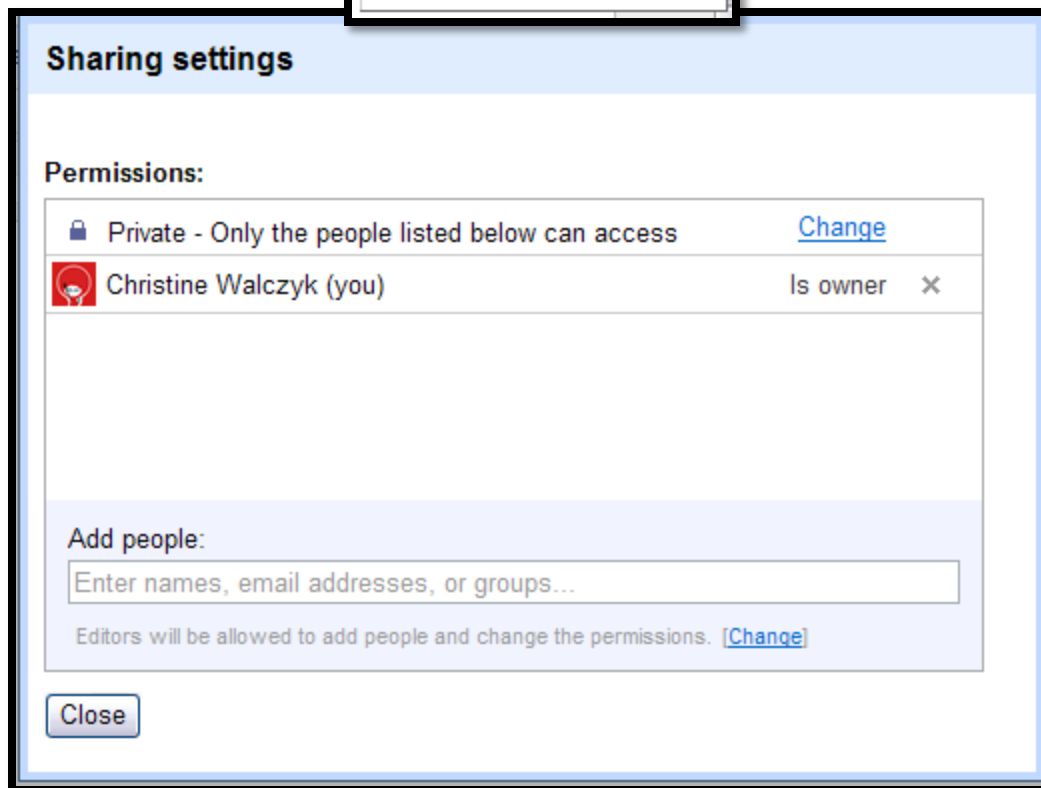 Sharing settings
Permissions:
Private - Only the people listed below can access Change
Christine Walczyk (you) Is owner ×
Add people:
Enter names, email addresses, or groups...
Editors will be allowed to add people and change the permissions. [Change]
Close